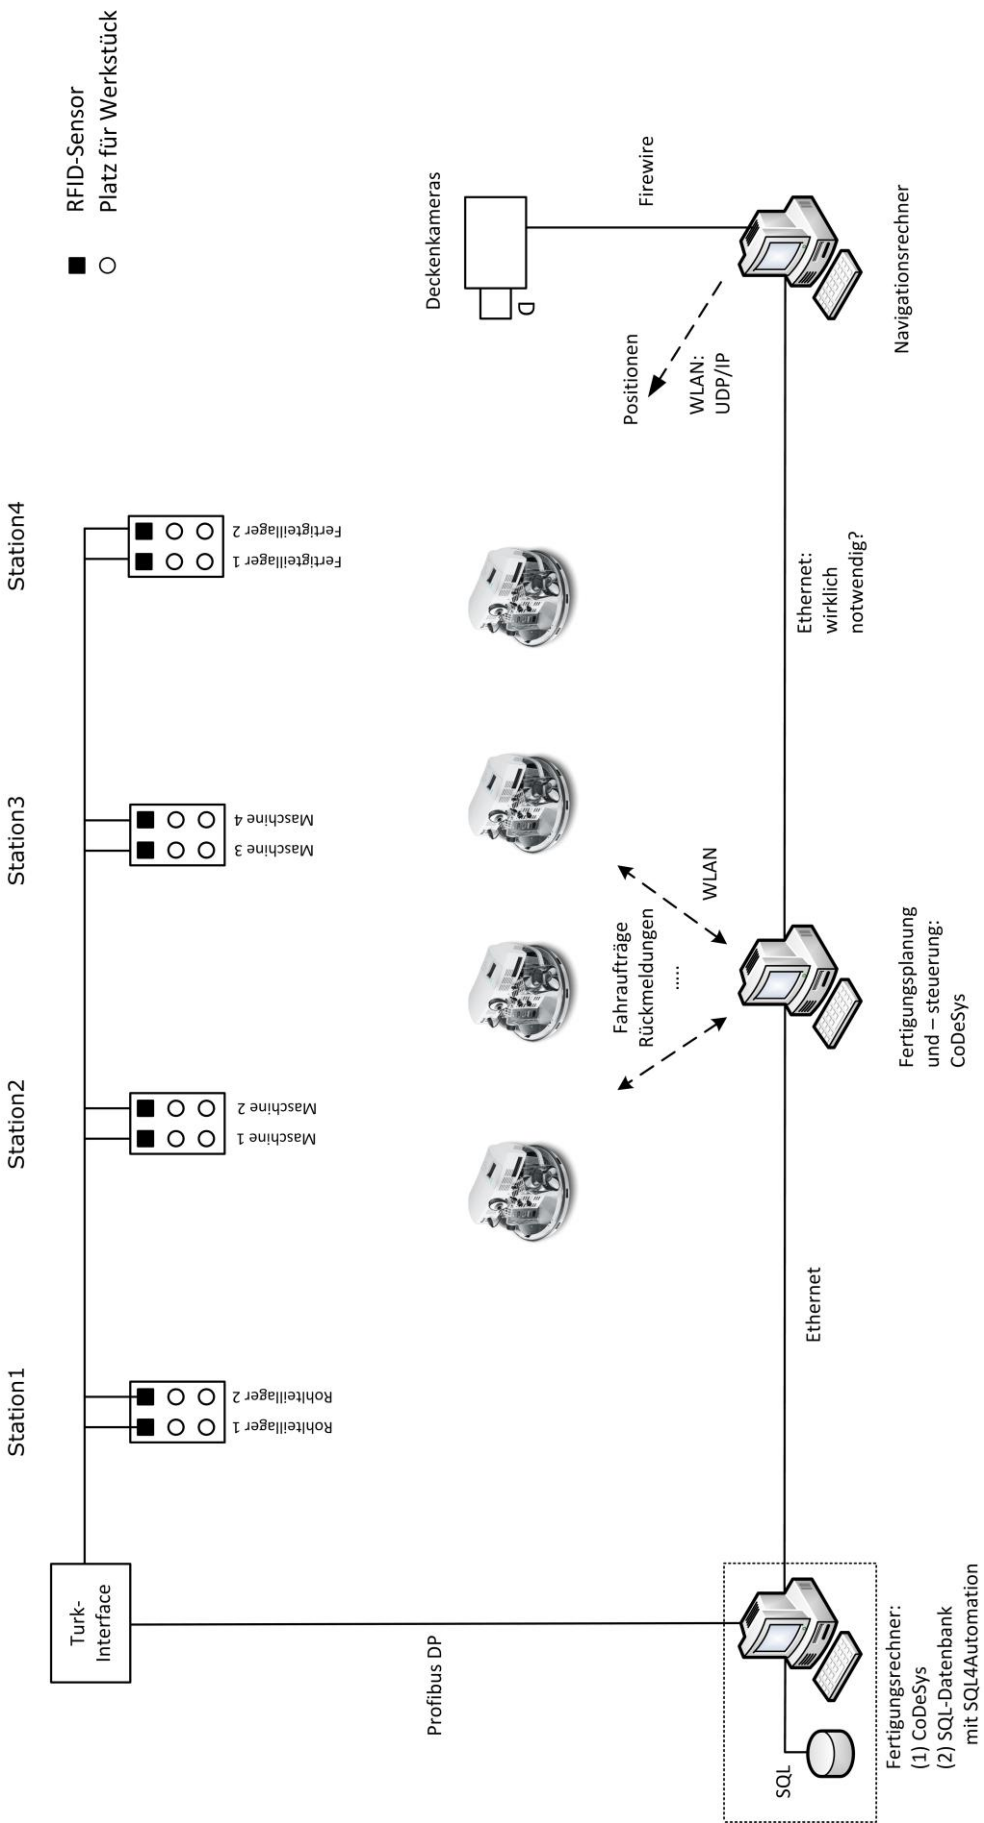 RFID-Sensor
Platz für Werkstück
Station1
Station2
Station3
Station4
Turk-
Interface
Rohteillager 1
Rohteillager 2
Maschine 1
Maschine 2
Maschine 3
Maschine 4
Fertigteillager 1
Fertigteillager 2
Deckenkameras
D
Firewire
Positionen
WLAN:
UDP/IP
Fahraufträge
Rückmeldungen
.....
WLAN
Profibus DP
Ethernet
Ethernet:
wirklich
notwendig?
SQL
Fertigungsrechner:
(1) CoDeSys
(2) SQL-Datenbank
mit SQL4Automation
Fertigungsplanung
und – steuerung:
CoDeSys
Navigationsrechner